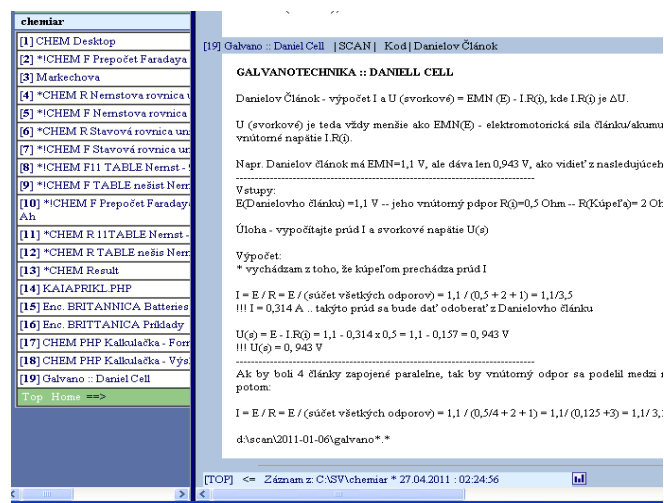 chemiar
[1] CHEM Desktop
[2] *!CHEM F Prepočet Faradaya
[3] Markechova
[4] *CHEM R Nernstova rovnica
[5] *!CHEM F Nernstova rovnica
[6] *!CHEM R Stavová rovnica
[7] *!CHEM F Stavová rovnica
[8] *!CHEM F11 TABLE Nernst -
[9] *!CHEM F TABLE nešist
[10] *!CHEM F Prepočet
Ah
[11] *CHEM R 11TABLE Nernst -
[12] *CHEM R TABLE nešis
[13] *CHEM Result
[14] KAIAPRIKL.PHP
[15] Enc. BRITANNICA Batteries
[16] Enc. BRITTANICA Príklady
[17] CHEM PHP Kalkulačka -
[18] CHEM PHP Kalkulačka -
[19] Galvano :: Daniel Cell
Top Home ==>
[19] Galvano :: Daniel Cell | SCAN | Kod | Danielov Článok
GALVANOTECHNIKA :: DANIELL CELL
Danielov Článok - výpočet I a U (svorkové) = EMN (E) - I.R(i), kde I.R(i) je ΔU.
U (svorkové) je teda vždy menšie ako EMN(E) - elektromotorická sila článku/akumu
vnútorné napätie I.R(i).
Napr. Danielov článok má EMN=1,1 V, ale dáva len 0,943 V, ako vidieť z nasledujúceh
Vstupy:
E(Danielovho článku) =1,1 V -- jeho vnútorný pdpor R(i)=0,5 Ohm -- R(Kúpeľa)= 2 Oh
Úloha - vypočítajte prúd I a svorkové napätie U(s)
Výpočet:
* vychádzam z toho, že kúpeľom prechádza prúd I
I = E / R = E / (súčet všetkých odporov) = 1,1 / (0,5 + 2 + 1) = 1,1/3,5
!!! I = 0,314 A .. takýto prúd sa bude dať odoberať z Danielovho článku
U(s) = E - I.R(i) = 1,1 - 0,314 x 0,5 = 1,1 - 0,157 = 0, 943 V
!!! U(s) = 0, 943 V
Ak by boli 4 články zapojené paralelne, tak by vnútorný odpor sa podelil medzi
potom:
I = E / R = E / (súčet všetkých odporov) = 1,1 / (0,5/4 + 2 + 1) = 1,1/ (0,125 +3) = 1,1/ 3,
d:\scan\2011-01-06\galvano*.*
[TOP] <= Záznam z: C:\SV\chemiar * 27.04.2011 : 02:24:56